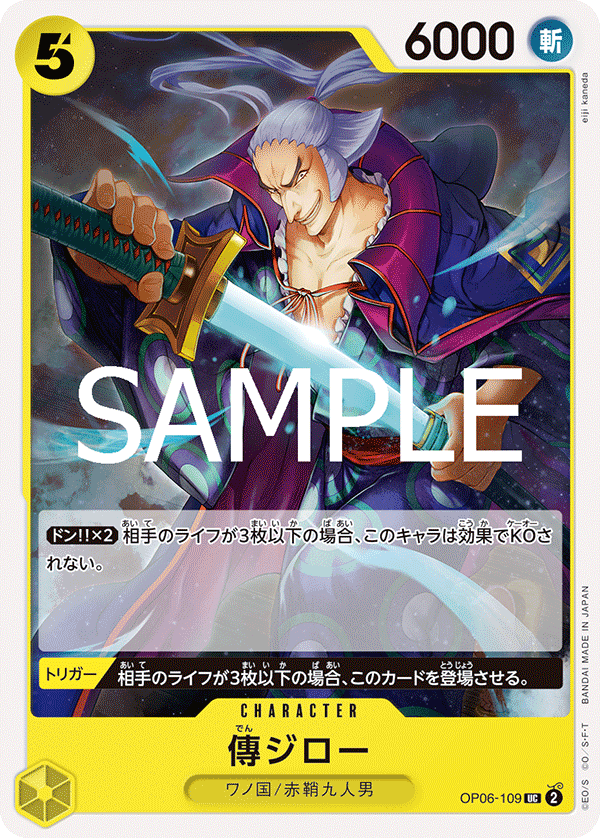 5
6000
斬
eiji kaneda
SAMPLE
ドン!!×2 相手のライフが3枚以下の場合、このキャラは効果でKOさ
れない。
トリガー 相手のライフが3枚以下の場合、このカードを登場させる。
CHARACTER
でん
傳ジロー
ワノ国/赤鞘九人男
OP06-109 UC 2
©E.O/S ©O/S・F・T BANDAI MADE IN JAPAN